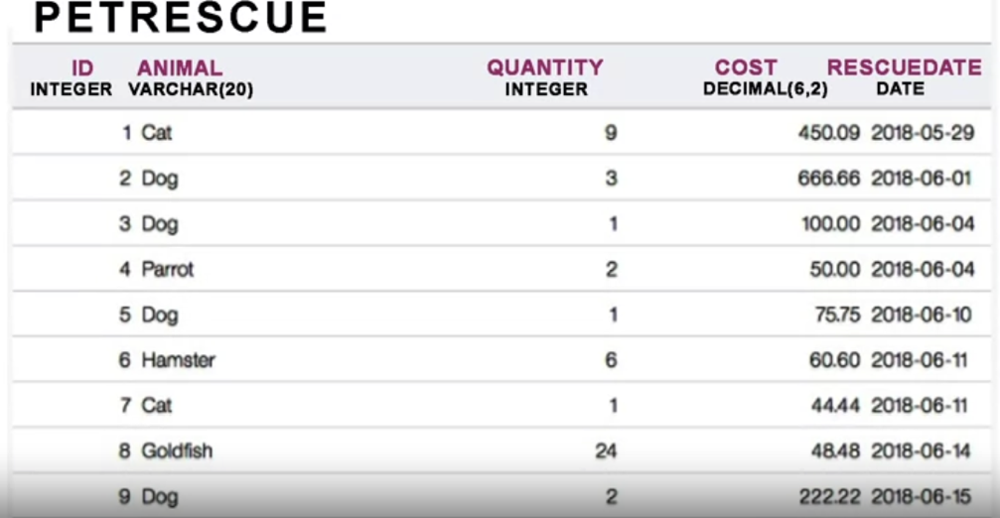 PETRESCUE
ID ANIMAL QUANTITY COST RESCUEDATE
INTEGER VARCHAR(20) INTEGER DECIMAL(6,2) DATE
1 Cat 9 450.09 2018-05-29
2 Dog 3 666.66 2018-06-01
3 Dog 1 100.00 2018-06-04
4 Parrot 2 50.00 2018-06-04
5 Dog 1 75.75 2018-06-10
6 Hamster 6 60.60 2018-06-11
7 Cat 1 44.44 2018-06-11
8 Goldfish 24 48.48 2018-06-14
9 Dog 2 222.22 2018-06-15